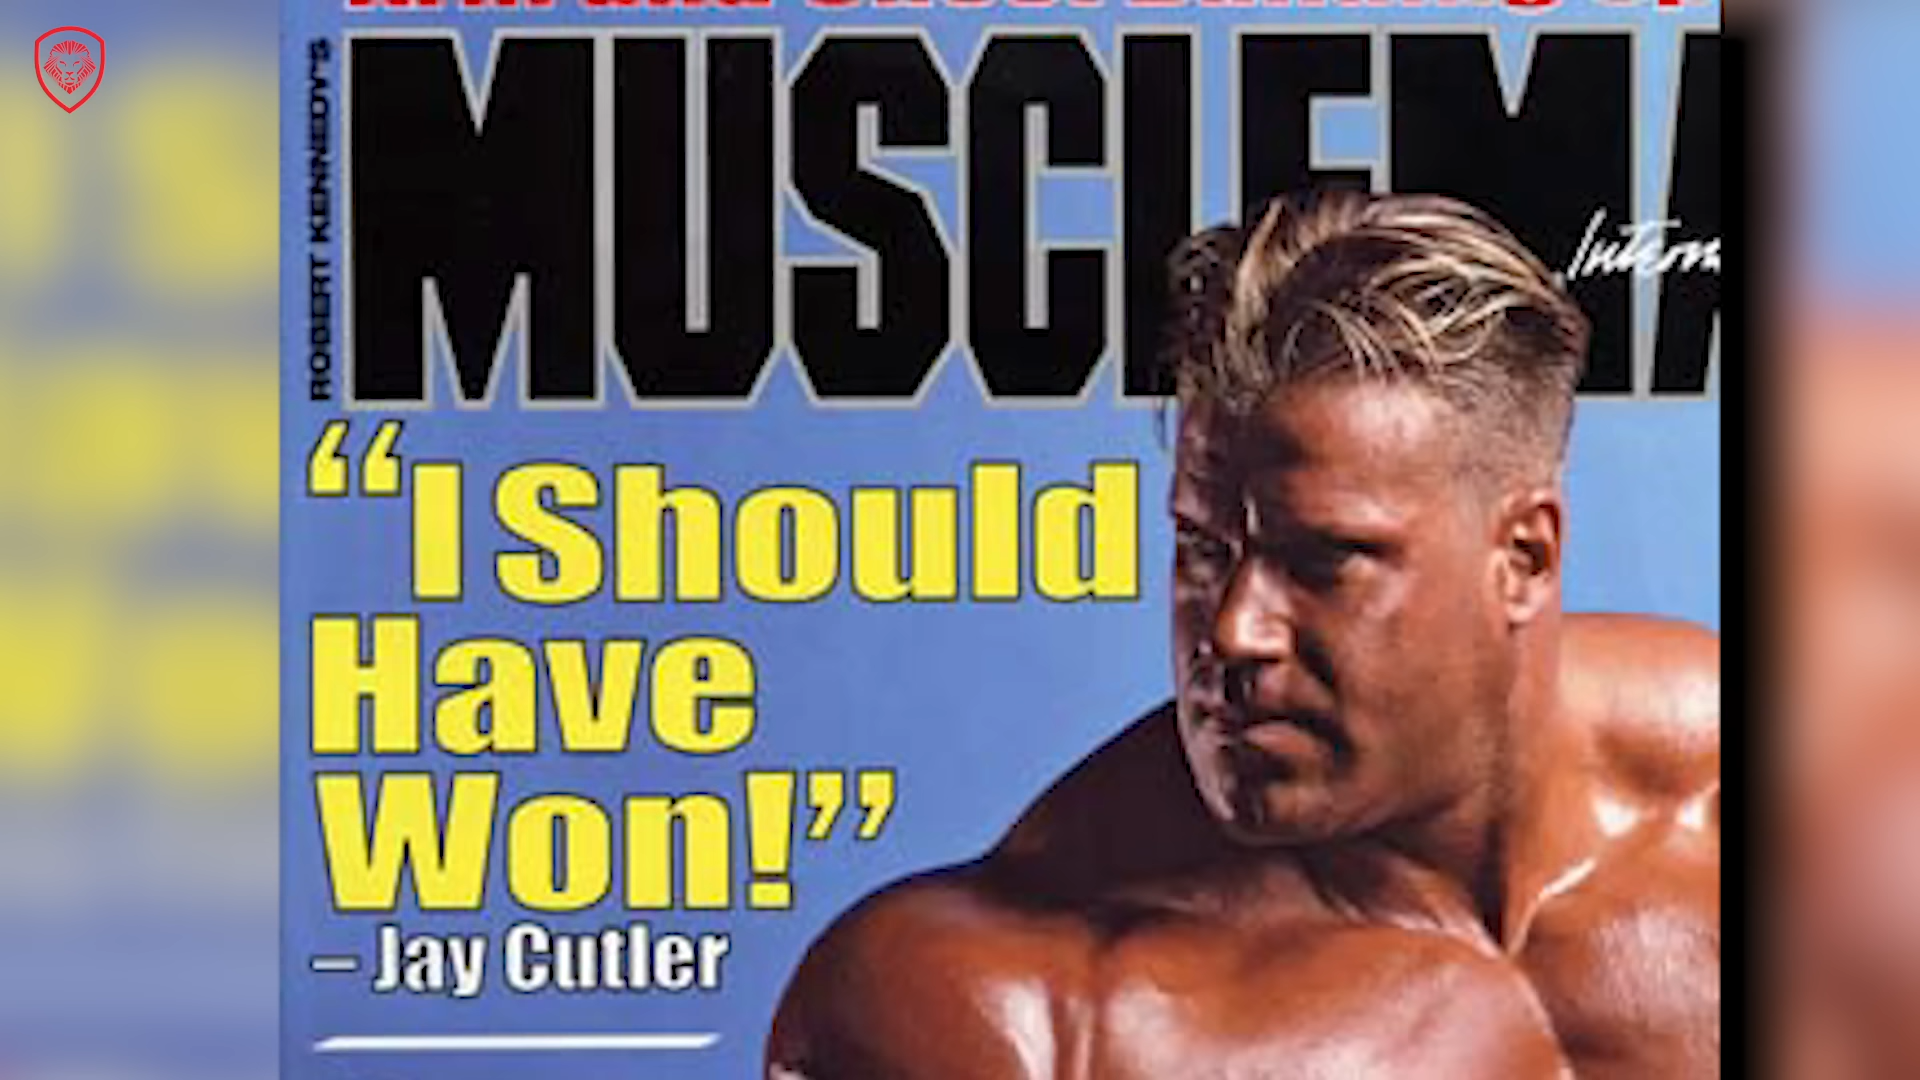 MUSCLEMA
ROBERT KENNEDY'S
Intern
“I Should
Have
Won!”
– Jay Cutler